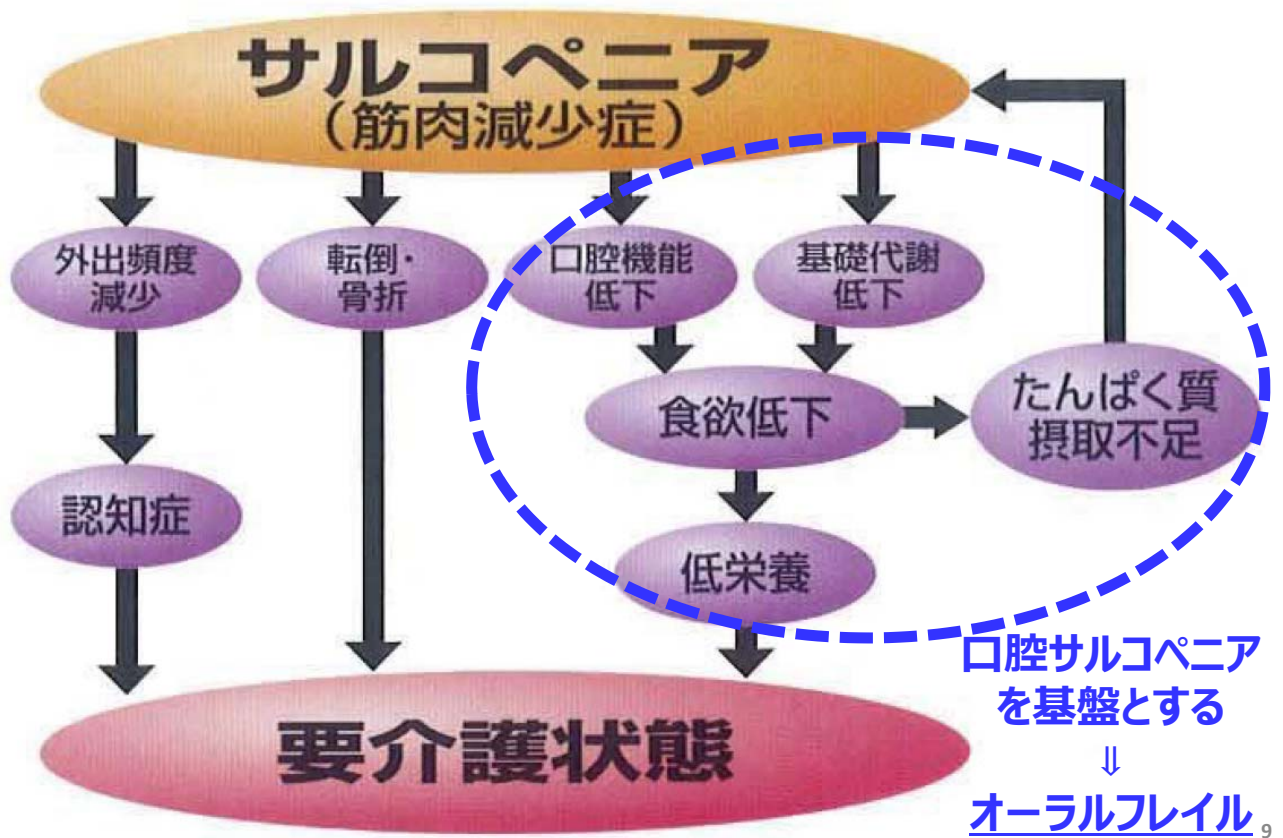 サルコペニア
（筋肉減少症）
外出頻度
減少
転倒・
骨折
口腔機能
低下
基礎代謝
低下
食欲低下
たんぱく質
摂取不足
認知症
低栄養
要介護状態
口腔サルコペニア
を基盤とする
⇓
オーラルフレイル
9